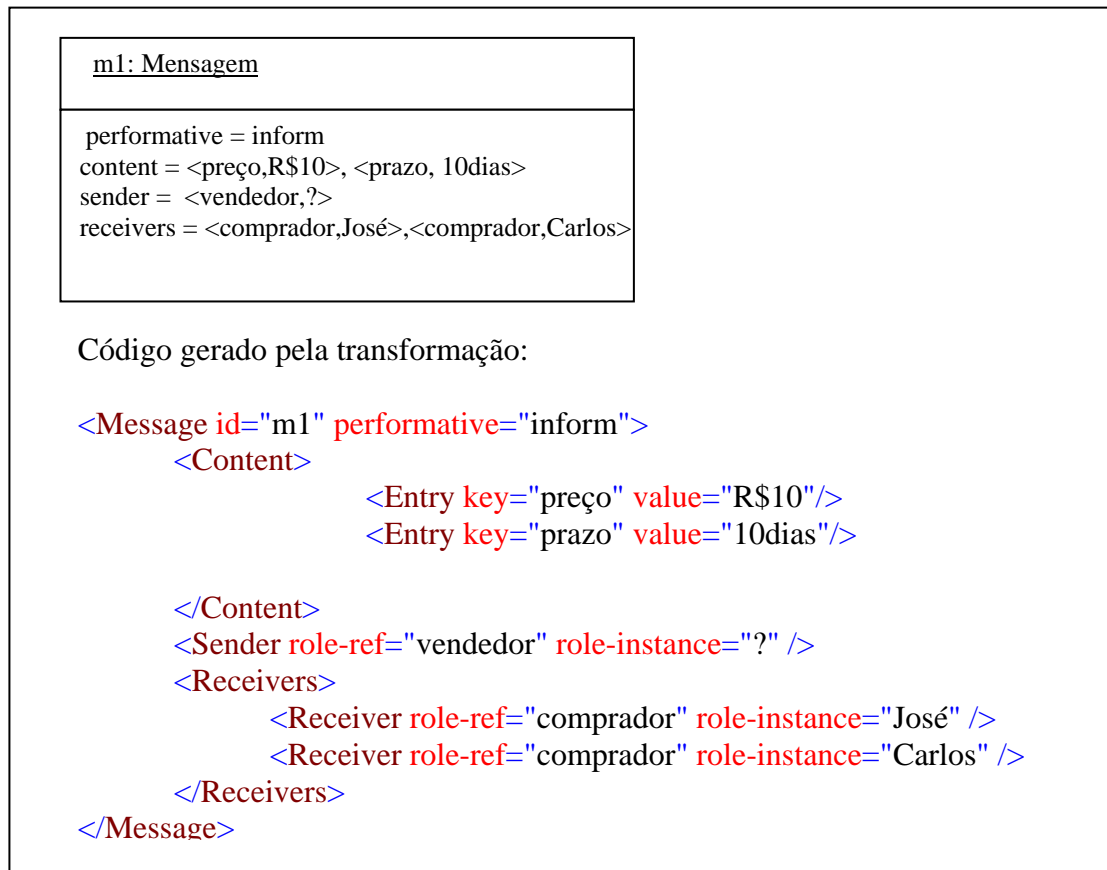 m1: Mensagem
performative = inform
content = <preço,R$10>, <prazo, 10dias>
sender =  <vendedor,?>
receivers = <comprador,José>,<comprador,Carlos>
Código gerado pela transformação:
<Message id="m1" performative="inform">
<Content>
<Entry key="preço" value="R$10"/>
<Entry key="prazo" value="10dias"/>
</Content>
<Sender role-ref="vendedor" role-instance="?" />
<Receivers>
<Receiver role-ref="comprador" role-instance="José" />
<Receiver role-ref="comprador" role-instance="Carlos" />
</Receivers>
</Message>